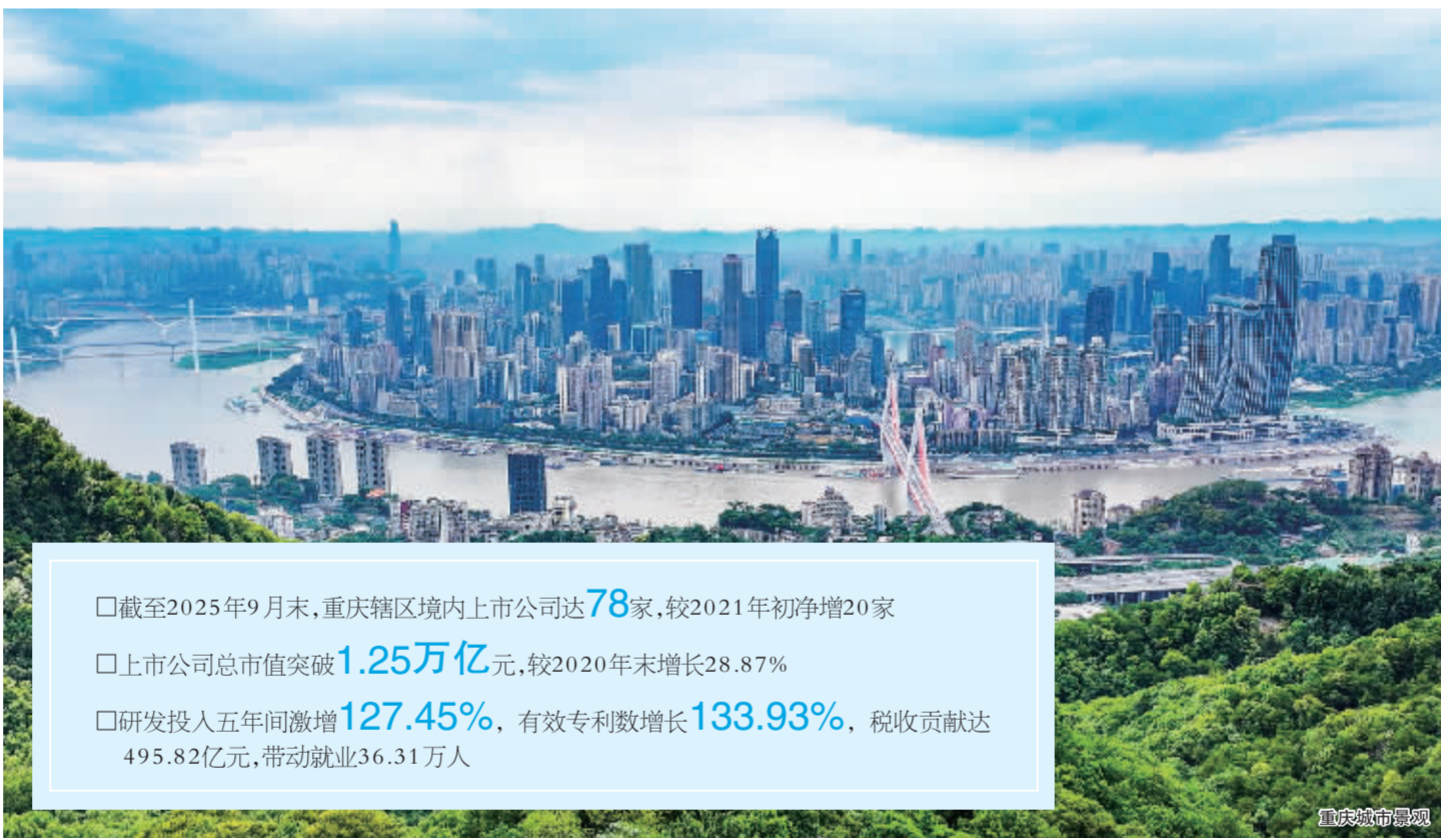 □截至2025年9月末,重庆辖区境内上市公司达78家,较2021年初净增20家
□上市公司总市值突破1.25万亿元,较2020年末增长28.87%
□研发投入五年间激增127.45%，有效专利数增长133.93%，税收贡献达
495.82亿元,带动就业36.31万人
重庆城市景观